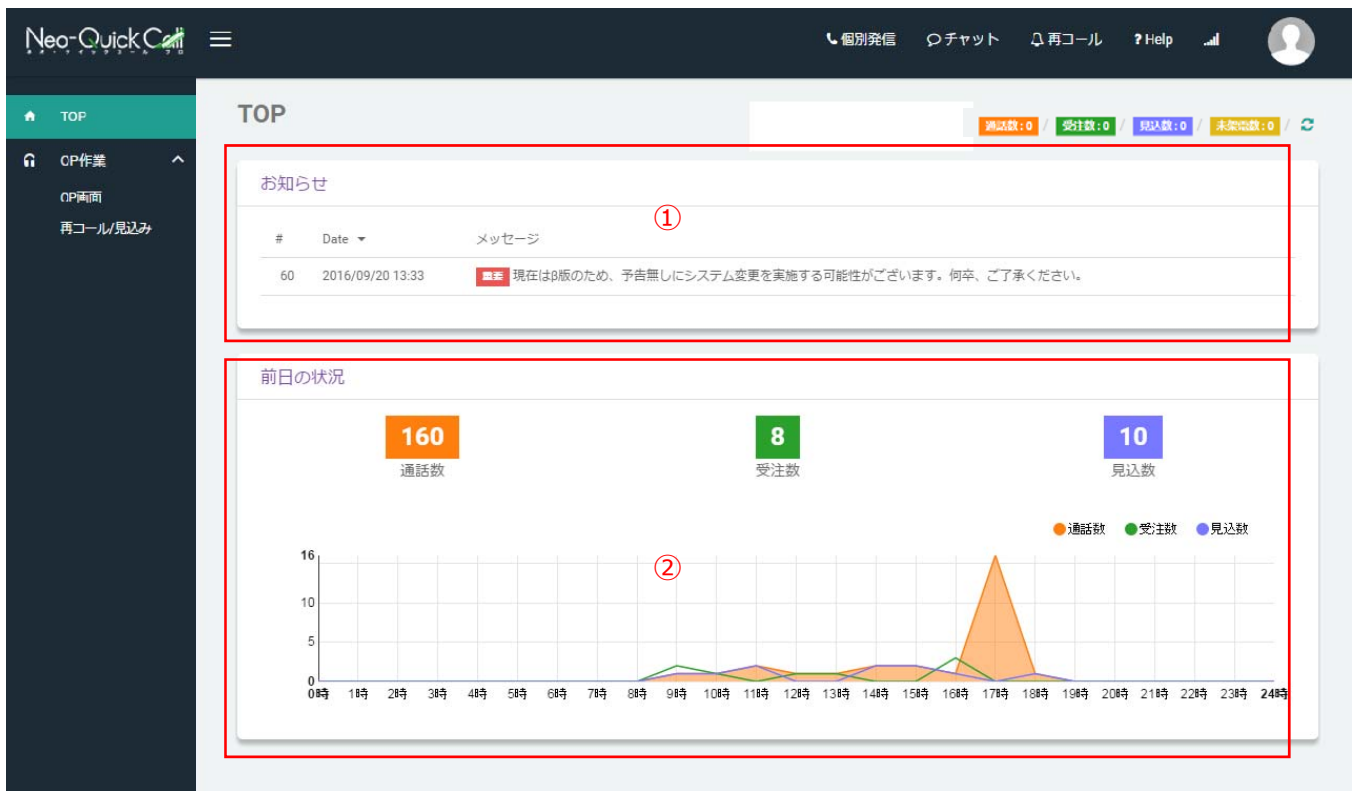 Neo-QuickCall
個別発信 チャット 再コール ?Help
TOP
OP作業
OP画面
再コール/見込み
TOP
通話数:0 / 受注数:0 / 見込数:0 / 未架電数:0 /
お知らせ
①
# Date メッセージ
60 2016/09/20 13:33 重要 現在はβ版のため、予告無しにシステム変更を実施する可能性がございます。何卒、ご了承ください。
前日の状況
160 8 10
通話数 受注数 見込数
通話数 受注数 見込数
②
16
10
5
0
0時 1時 2時 3時 4時 5時 6時 7時 8時 9時 10時 11時 12時 13時 14時 15時 16時 17時 18時 19時 20時 21時 22時 23時 24時